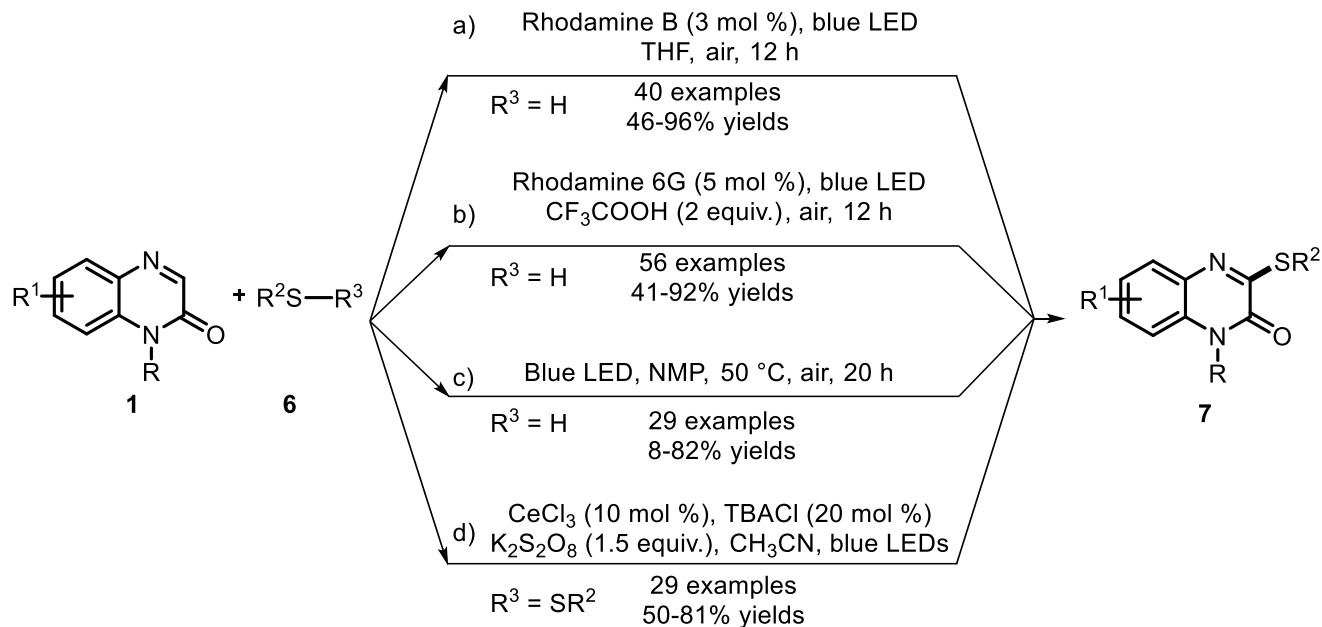 a)
Rhodamine B (3 mol %), blue LED
THF, air, 12 h
R³ = H
40 examples
46-96% yields
b)
Rhodamine 6G (5 mol %), blue LED
CF₃COOH (2 equiv.), air, 12 h
R³ = H
56 examples
41-92% yields
R¹
N
N
O
R
1
+
R²S—R³
6
c)
Blue LED, NMP, 50 °C, air, 20 h
R³ = H
29 examples
8-82% yields
d)
CeCl₃ (10 mol %), TBACl (20 mol %)
K₂S₂O₈ (1.5 equiv.), CH₃CN, blue LEDs
R³ = SR²
29 examples
50-81% yields
R¹
N
SR²
N
O
R
7